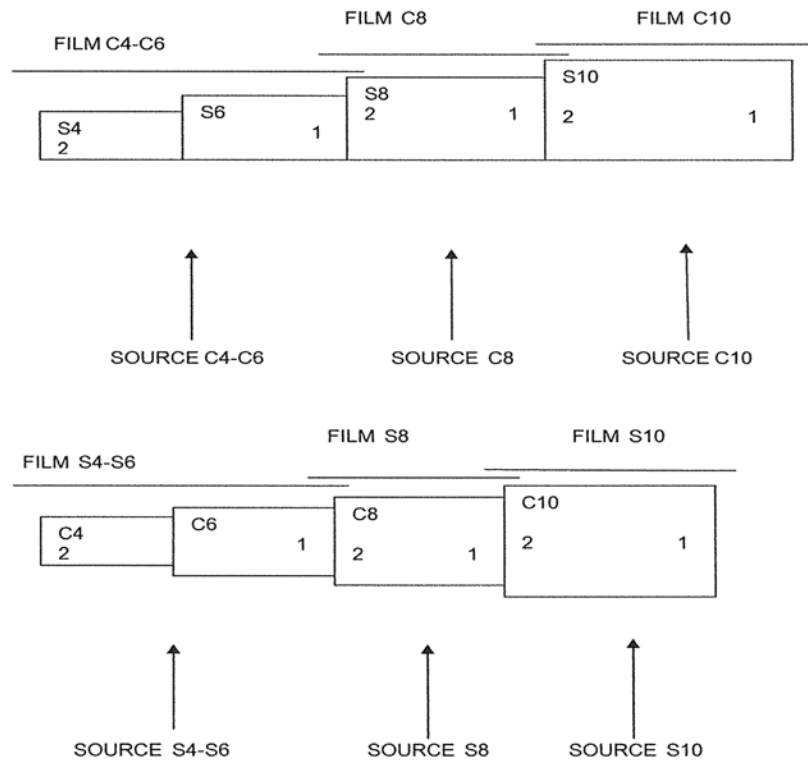 FILM C8
FILM C10
FILM C4-C6
S4
2
S6
1
S8
2
1
S10
2
1
SOURCE C4-C6
SOURCE C8
SOURCE C10
FILM S8
FILM S10
FILM S4-S6
C4
2
C6
1
C8
2
1
C10
2
1
SOURCE S4-S6
SOURCE S8
SOURCE S10